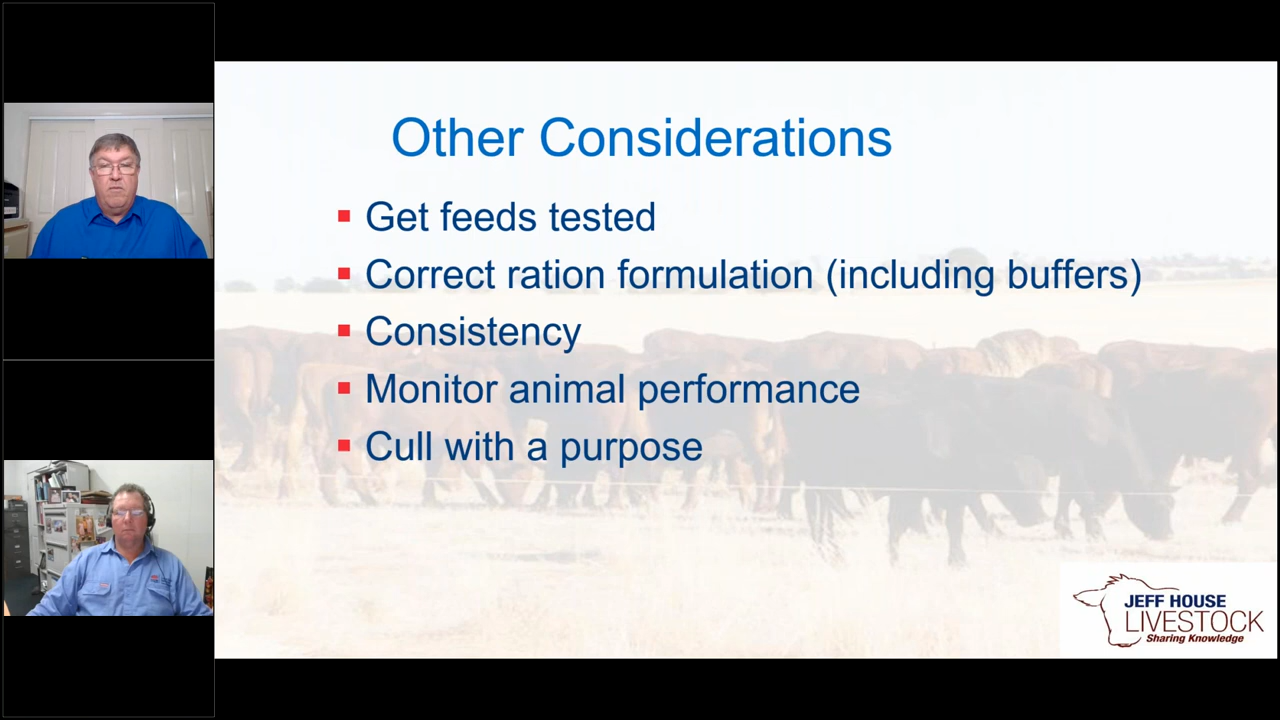 Other Considerations
Get feeds tested
Correct ration formulation (including buffers)
Consistency
Monitor animal performance
Cull with a purpose
JEFF HOUSE
LIVESTOCK
Sharing Knowledge